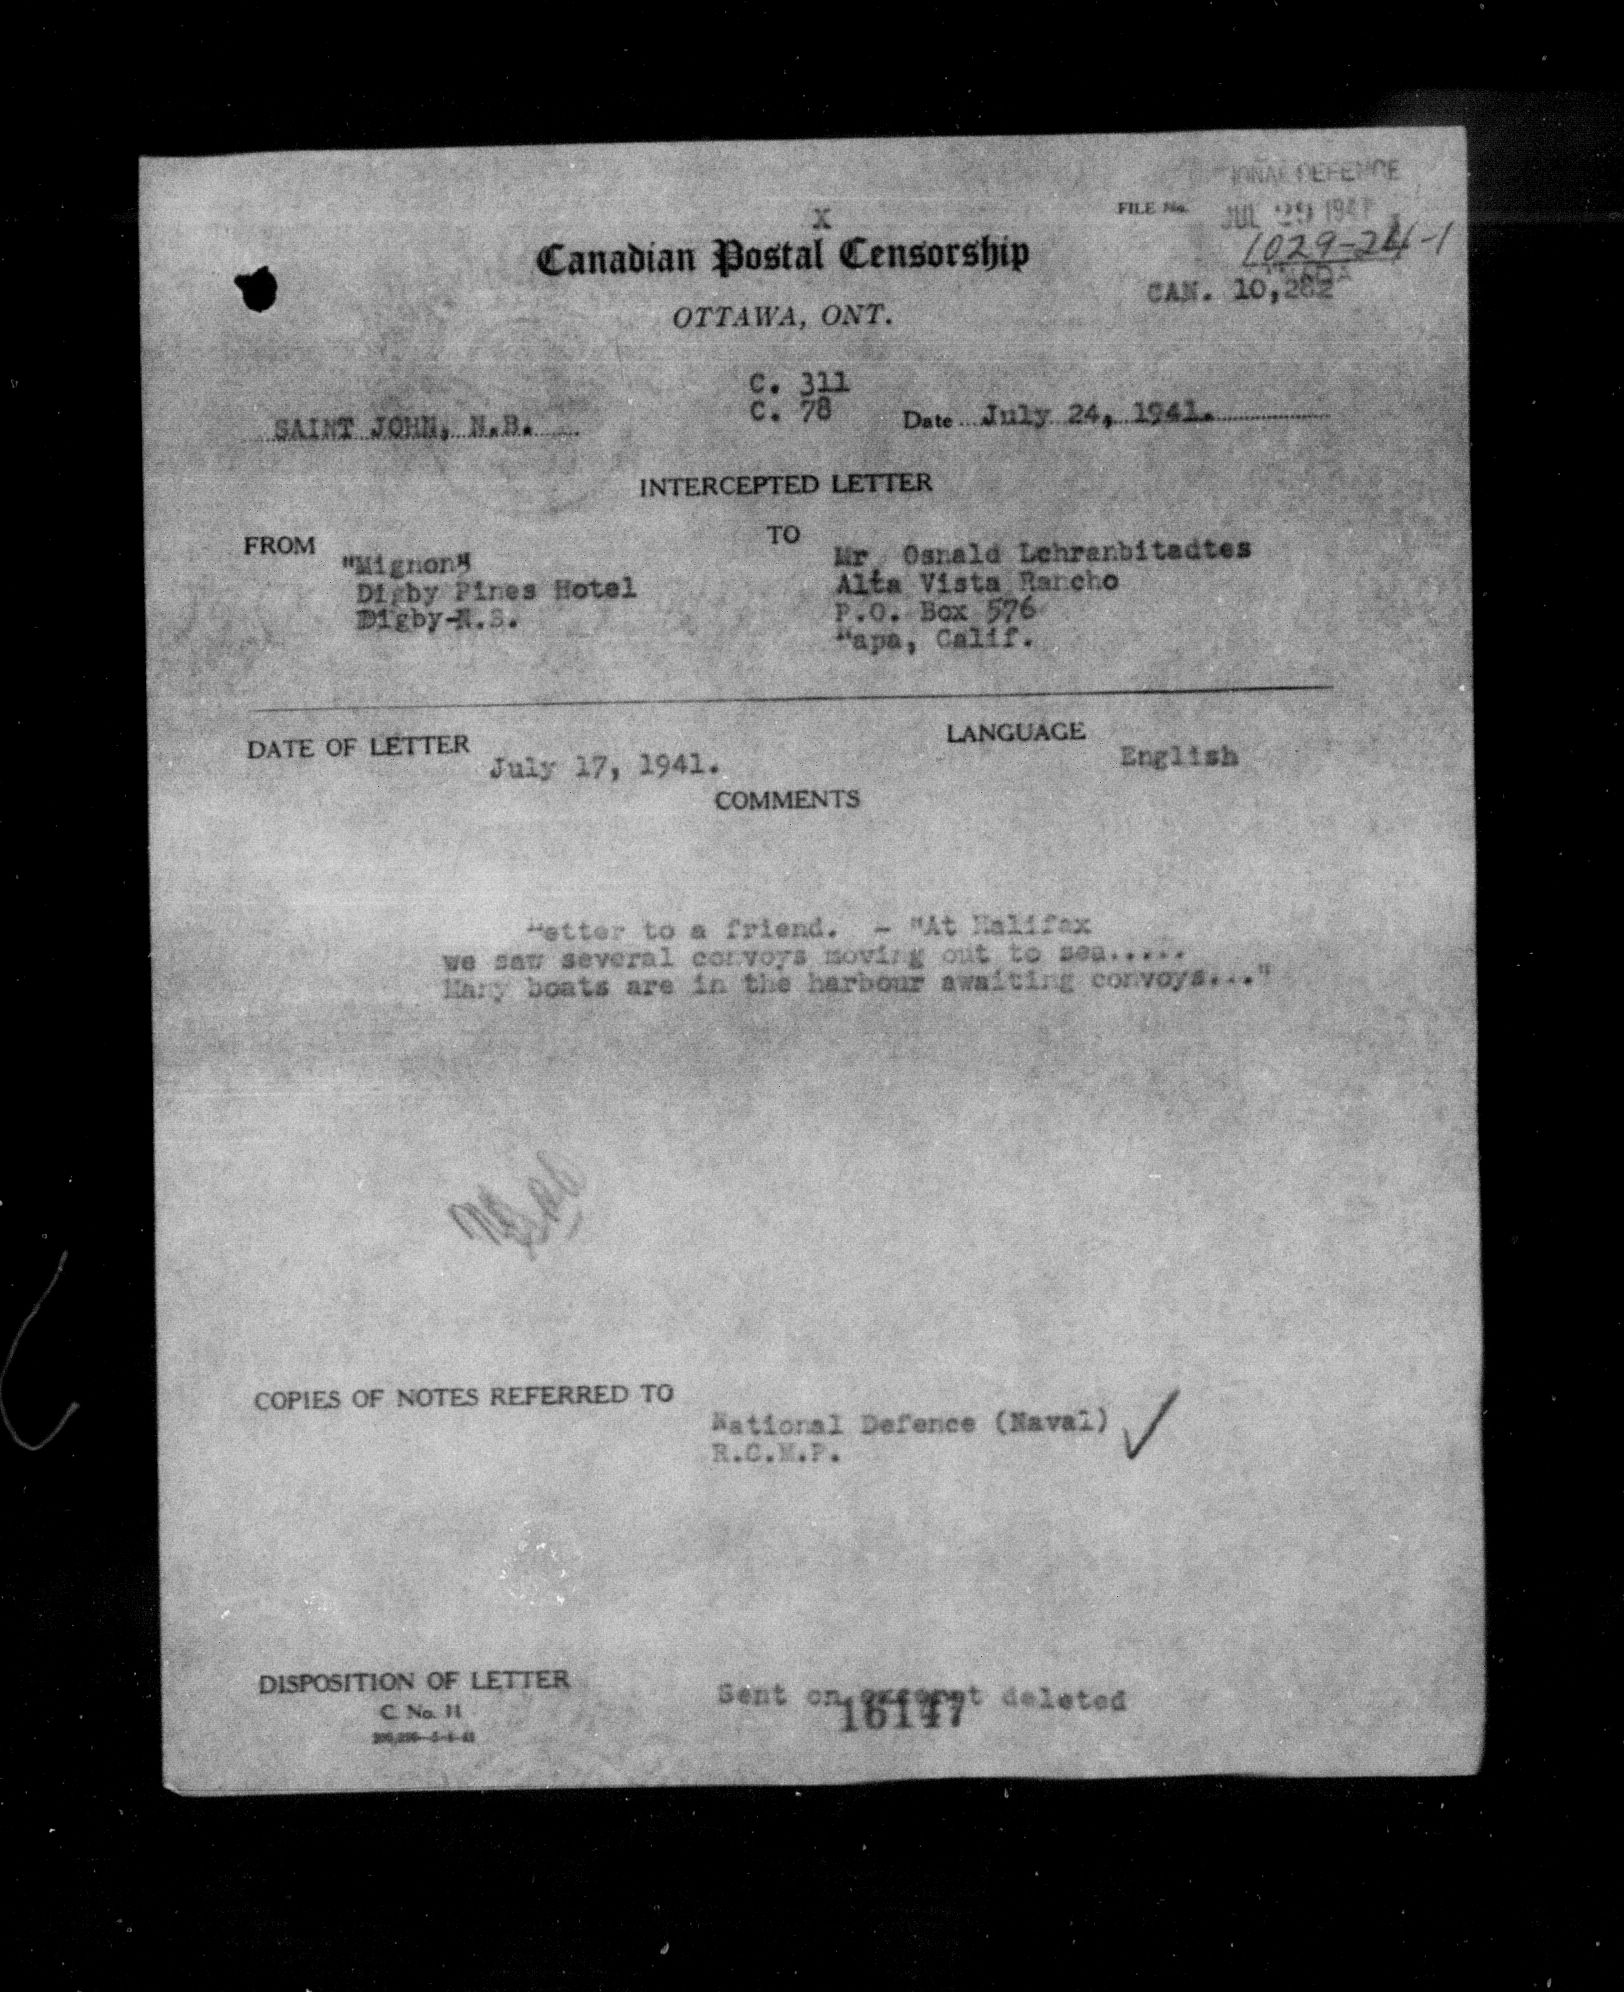 DEFENCE
X
FILE No.
JUL 29 1941
Canadian Postal Censorship
1029-24-1
CAN. 10,282
OTTAWA, ONT.
C. 311
C. 78
SAINT JOHN, N.B.
Date July 24, 1941.
INTERCEPTED LETTER
FROM
"Mignon"
Digby Pines Hotel
Digby-N.S.
TO
Mr. Osnald Lehranbitadtes
Alta Vista Rancho
P.O. Box 576
Napa, Calif.
DATE OF LETTER
July 17, 1941.
LANGUAGE
English
COMMENTS
Letter to a friend. - "At Halifax
we saw several convoys moving out to sea.....
Many boats are in the harbour awaiting convoys..."
COPIES OF NOTES REFERRED TO
National Defence (Naval)
R.C.M.P.
DISPOSITION OF LETTER
C. No. 11
Sent on excerpt deleted
16147